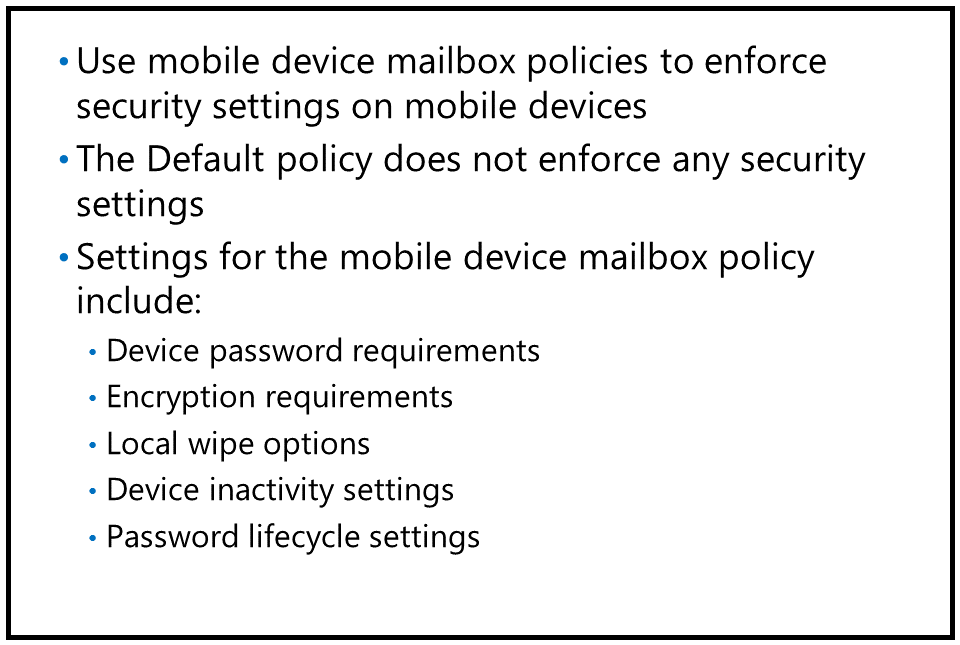 • Use mobile device mailbox policies to enforce
security settings on mobile devices
• The Default policy does not enforce any security
settings
• Settings for the mobile device mailbox policy
include:
• Device password requirements
• Encryption requirements
• Local wipe options
• Device inactivity settings
• Password lifecycle settings